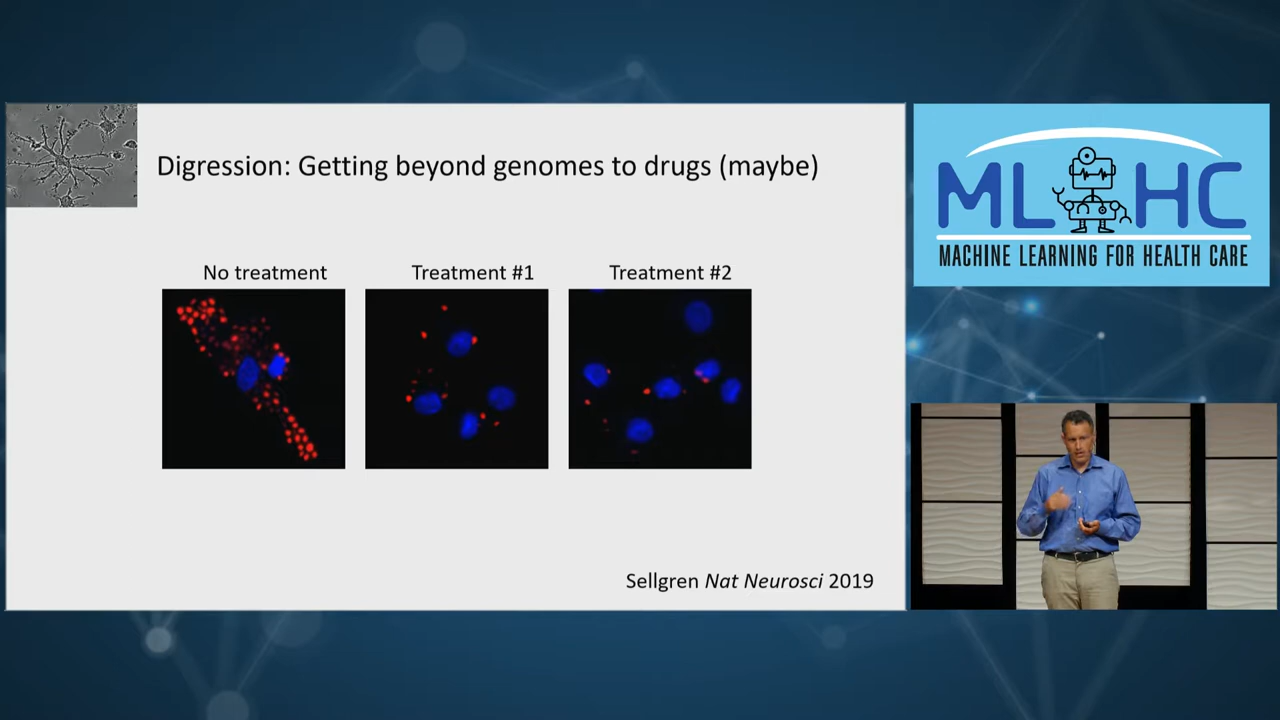 Digression: Getting beyond genomes to drugs (maybe)
No treatment
Treatment #1
Treatment #2
Sellgren Nat Neurosci 2019
ML HC
MACHINE LEARNING FOR HEALTH CARE